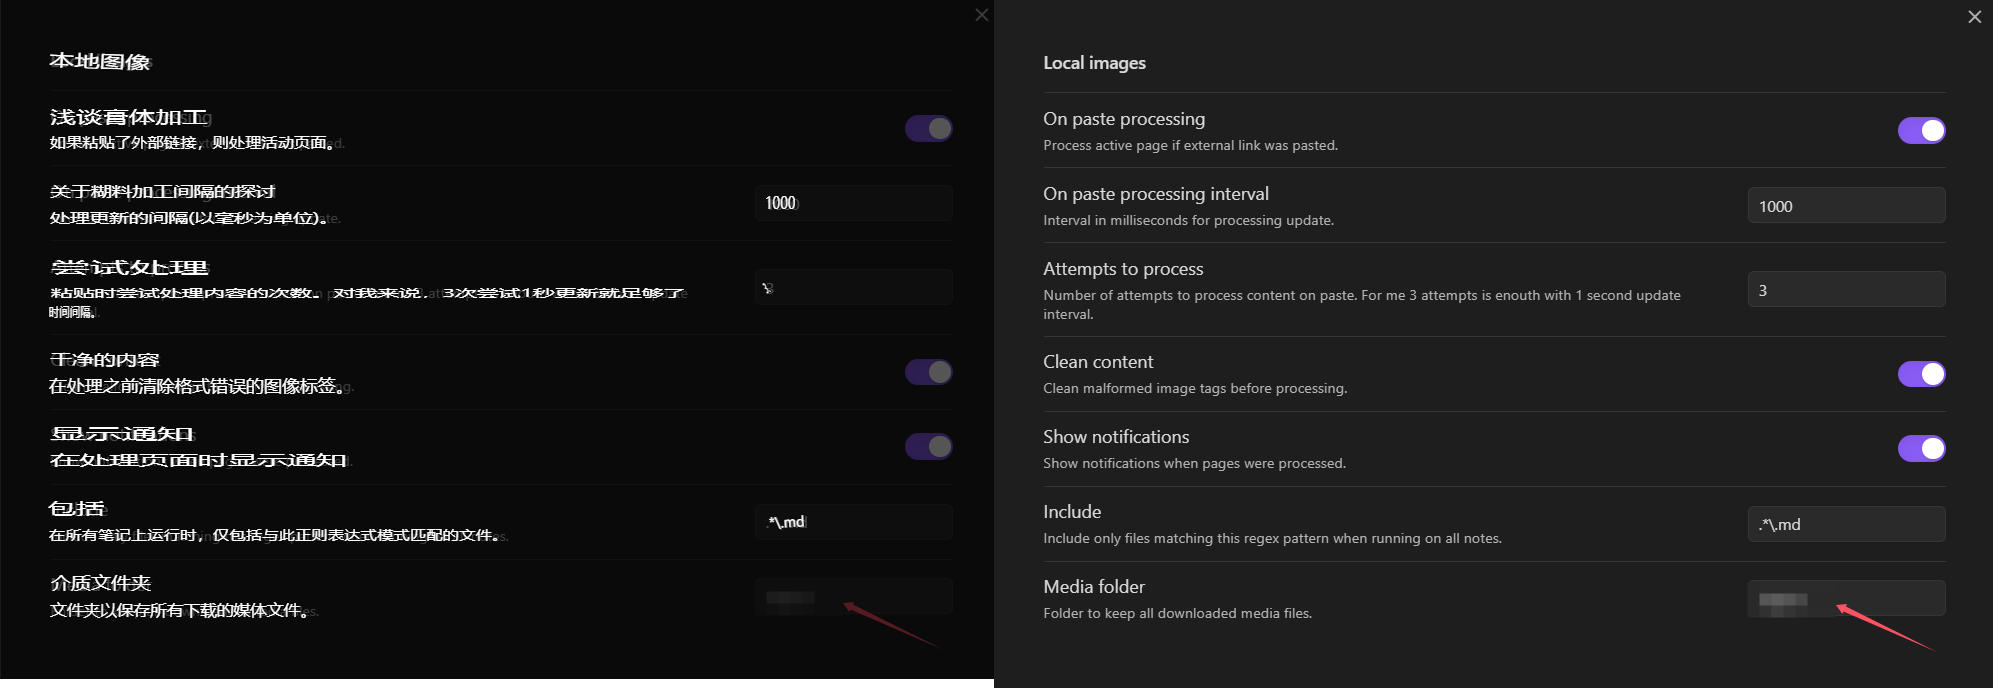 本地图像
浅谈膏体加工
如果粘贴了外部链接，则处理活动页面。
关于糊料加工间隔的探讨
处理更新的间隔(以毫秒为单位)。
1000
尝试处理
粘贴时尝试处理内容的次数。对我来说，3次尝试1秒更新就足够了
时间间隔。
干净的内容
在处理之前清除格式错误的图像标签。
显示通知
在处理页面时显示通知
包括
在所有笔记上运行时，仅包括与此正则表达式模式匹配的文件。
.*\.md
介质文件夹
文件夹以保存所有下载的媒体文件。
Local images
On paste processing
Process active page if external link was pasted.
On paste processing interval
Interval in milliseconds for processing update.
1000
Attempts to process
Number of attempts to process content on paste. For me 3 attempts is enouth with 1 second update
interval.
3
Clean content
Clean malformed image tags before processing.
Show notifications
Show notifications when pages were processed.
Include
Include only files matching this regex pattern when running on all notes.
.*\.md
Media folder
Folder to keep all downloaded media files.